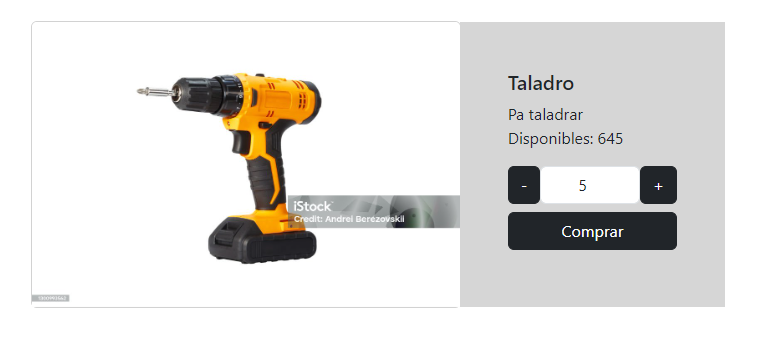 Taladro
Pa taladrar
Disponibles: 645
- 5 +
Comprar
iStock
Credit: Andrei Berezovskii